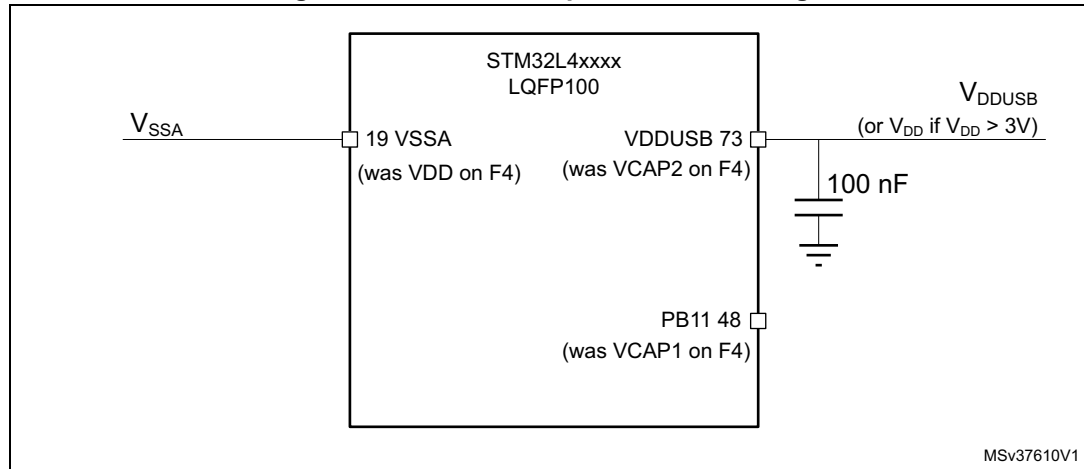 STM32L4xxxx
LQFP100
VSSA
19 VSSA
(was VDD on F4)
VDDUSB 73
(was VCAP2 on F4)
VDDUSB
(or VDD if VDD > 3V)
100 nF
PB11 48
(was VCAP1 on F4)
MSv37610V1